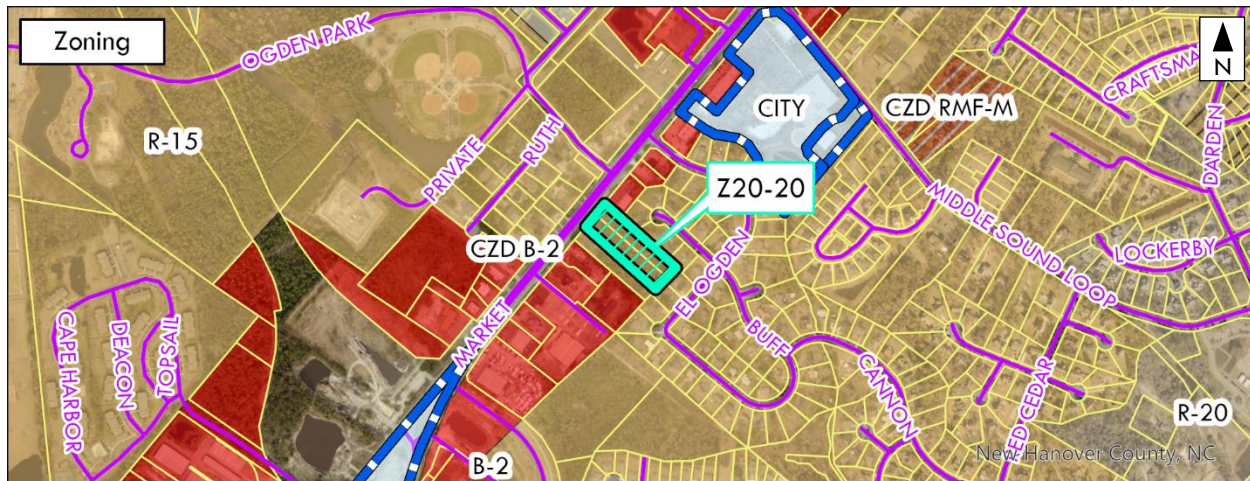 Zoning
OGDEN PARK
N
CRAFTSMA
CITY
CZD RMF-M
R-15
PRIVATE
RUTH
DARDEN
Z20-20
MIDDLE SOUND LOOP
CZD B-2
LOCKERBY
EL OGDEN
MARKET
BUFF
CAPE HARBOR
DEACON
TOPSAIL
CANNON
RED CEDAR
R-20
B-2
New Hanover County, NC